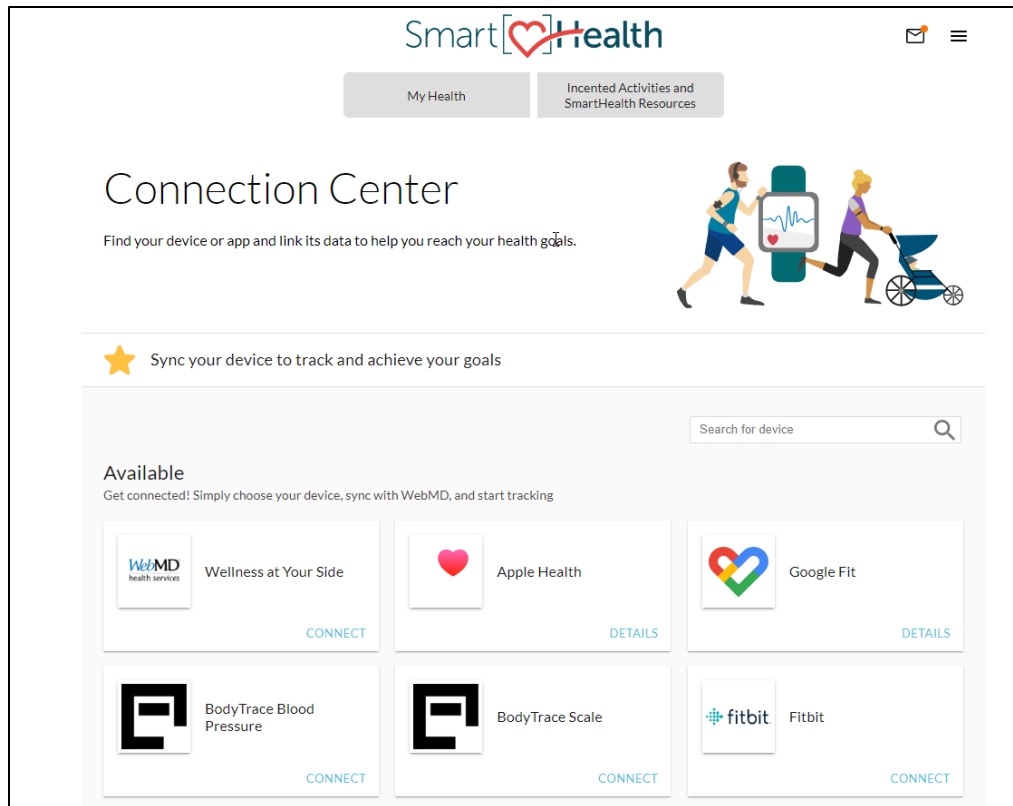 Smart Health
My Health
Incented Activities and
SmartHealth Resources
Connection Center
Find your device or app and link its data to help you reach your health goals.
Sync your device to track and achieve your goals
Search for device
Available
Get connected! Simply choose your device, sync with WebMD, and start tracking
WebMD
health services
Wellness at Your Side
CONNECT
Apple Health
DETAILS
Google Fit
DETAILS
BodyTrace Blood
Pressure
CONNECT
BodyTrace Scale
CONNECT
fitbit
Fitbit
CONNECT